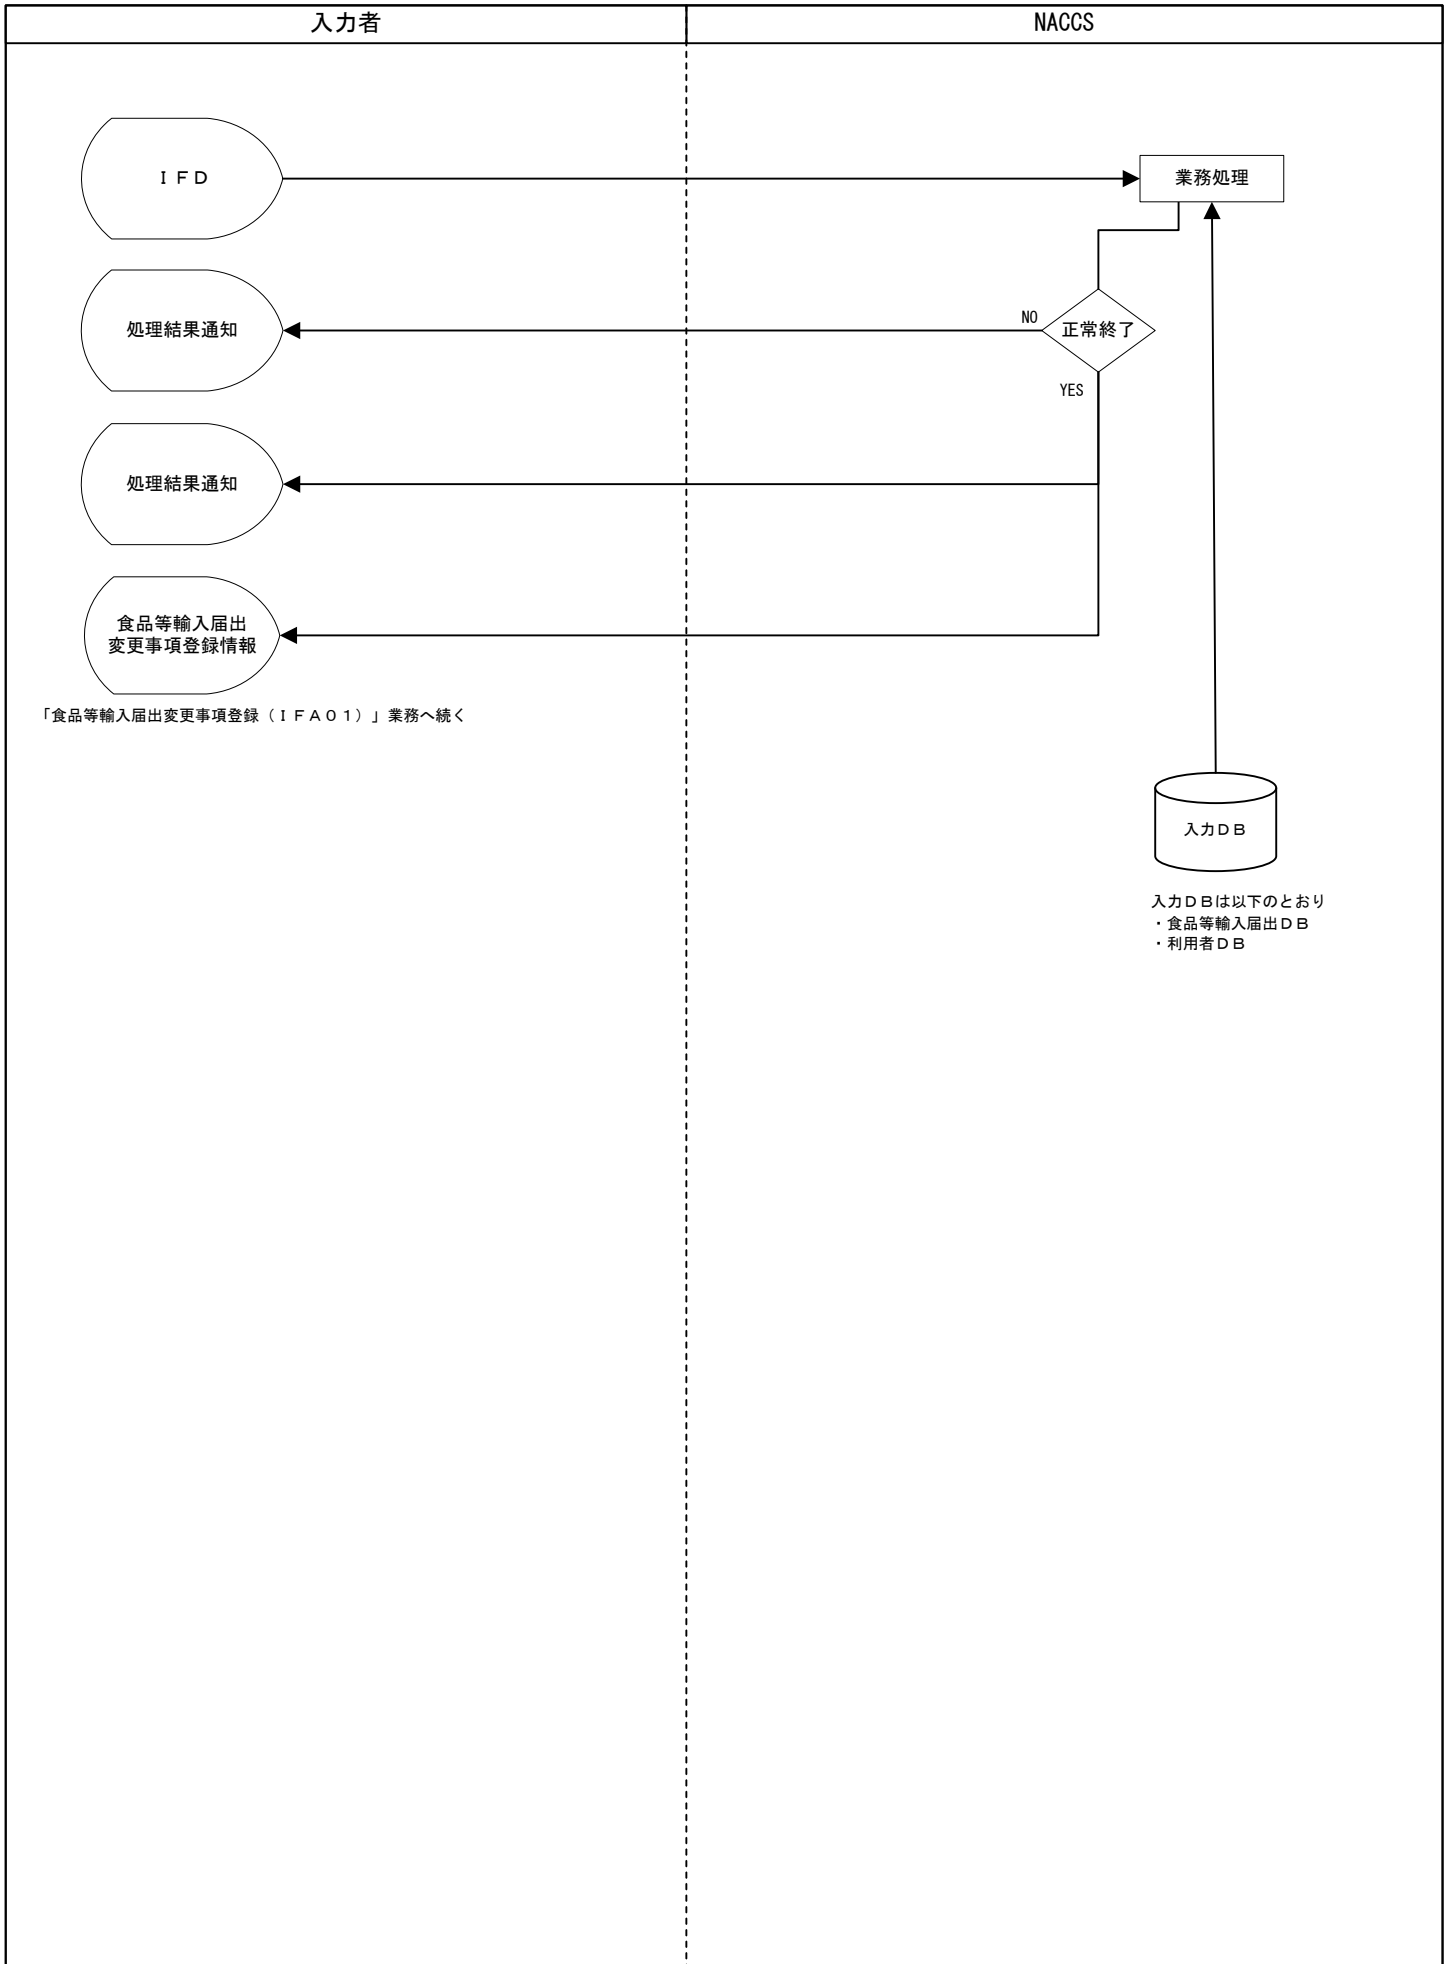 入力者
NACCS
ＩＦＤ
業務処理
処理結果通知
NO
正常終了
YES
処理結果通知
食品等輸入届出
変更事項登録情報
「食品等輸入届出変更事項登録（ＩＦＡ０１）」業務へ続く
入力ＤＢ
入力ＤＢは以下のとおり
・食品等輸入届出ＤＢ
・利用者ＤＢ